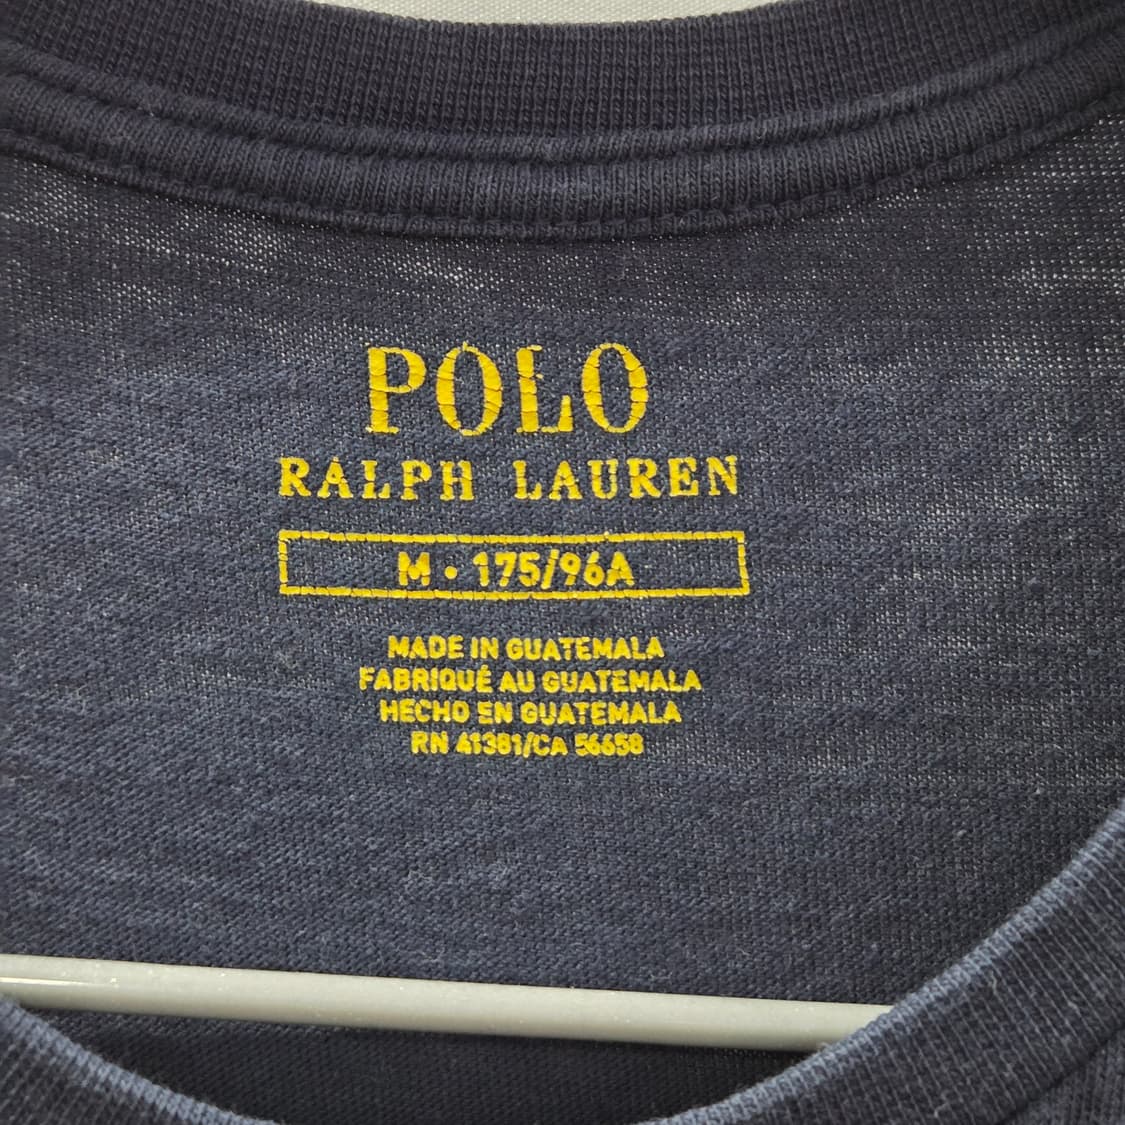 POLO
RALPH LAUREN
M • 175/96A
MADE IN GUATEMALA
FABRIQUÉ AU GUATEMALA
HECHO EN GUATEMALA
RN 41381/CA 56658